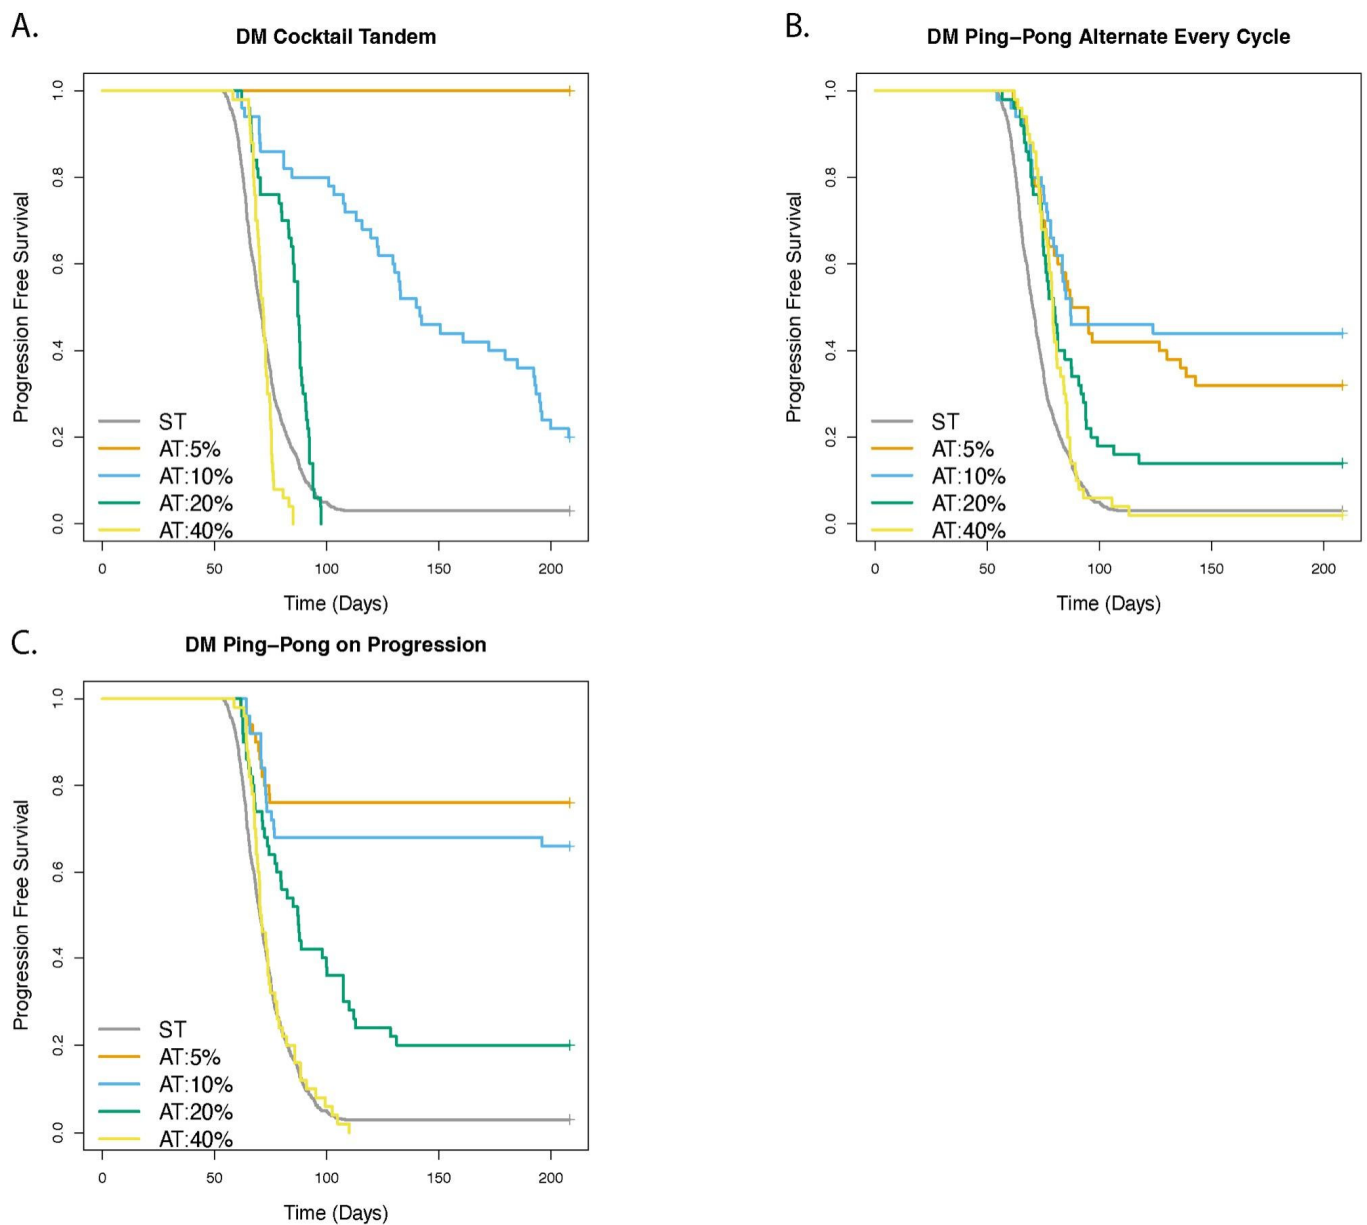 A.
DM Cocktail Tandem
Progression Free Survival
1.0
0.8
0.6
0.4
0.2
0.0
ST
AT:5%
AT:10%
AT:20%
AT:40%
0 50 100 150 200
Time (Days)
B.
DM Ping–Pong Alternate Every Cycle
Progression Free Survival
1.0
0.8
0.6
0.4
0.2
0.0
ST
AT:5%
AT:10%
AT:20%
AT:40%
0 50 100 150 200
Time (Days)
C.
DM Ping–Pong on Progression
Progression Free Survival
1.0
0.8
0.6
0.4
0.2
0.0
ST
AT:5%
AT:10%
AT:20%
AT:40%
0 50 100 150 200
Time (Days)